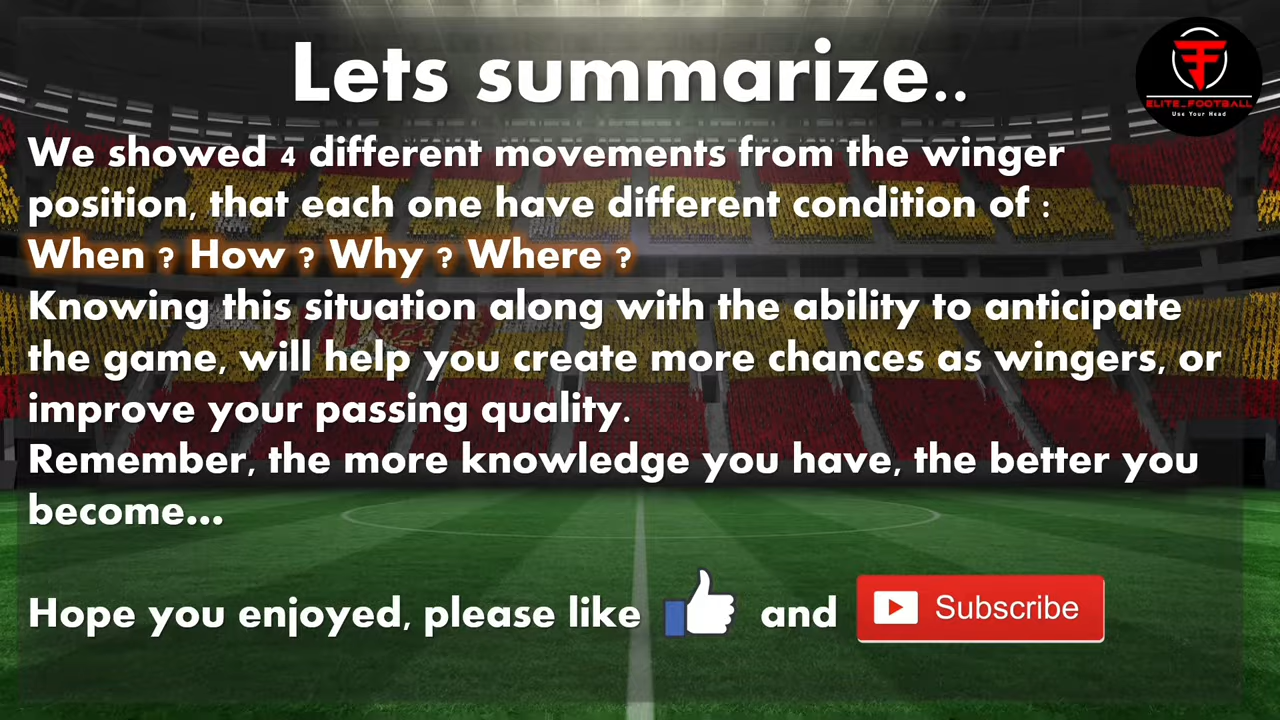 Lets summarize..
ELITE_FOOTBALL
Use Your Head
We showed 4 different movements from the winger
position, that each one have different condition of :
When ? How ? Why ? Where ?
Knowing this situation along with the ability to anticipate
the game, will help you create more chances as wingers, or
improve your passing quality.
Remember, the more knowledge you have, the better you
become...
Hope you enjoyed, please like and Subscribe